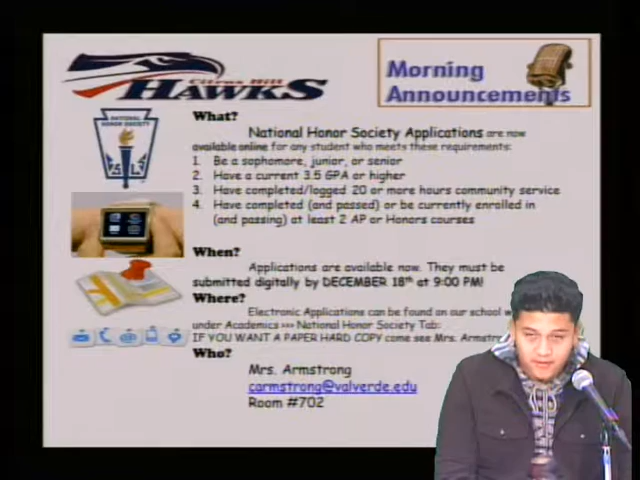 Citrus Hill
HAWKS
Morning
Announcements
NATIONAL
HONOR SOCIETY
What?
National Honor Society Applications are now
available online for any student who meets these requirements:
1. Be a sophomore, junior, or senior
2. Have a current 3.5 GPA or higher
3. Have completed/logged 20 or more hours community service
4. Have completed (and passed) or be currently enrolled in
(and passing) at least 2 AP or Honors courses
When?
Applications are available now. They must be
submitted digitally by DECEMBER 18th at 9:00 PM!
Where?
Electronic Applications can be found on our school
under Academics >>> National Honor Society Tab:
IF YOU WANT A PAPER HARD COPY come see Mrs.
Who?
Mrs. Armstrong
carmstrong@valverde.edu
Room #702